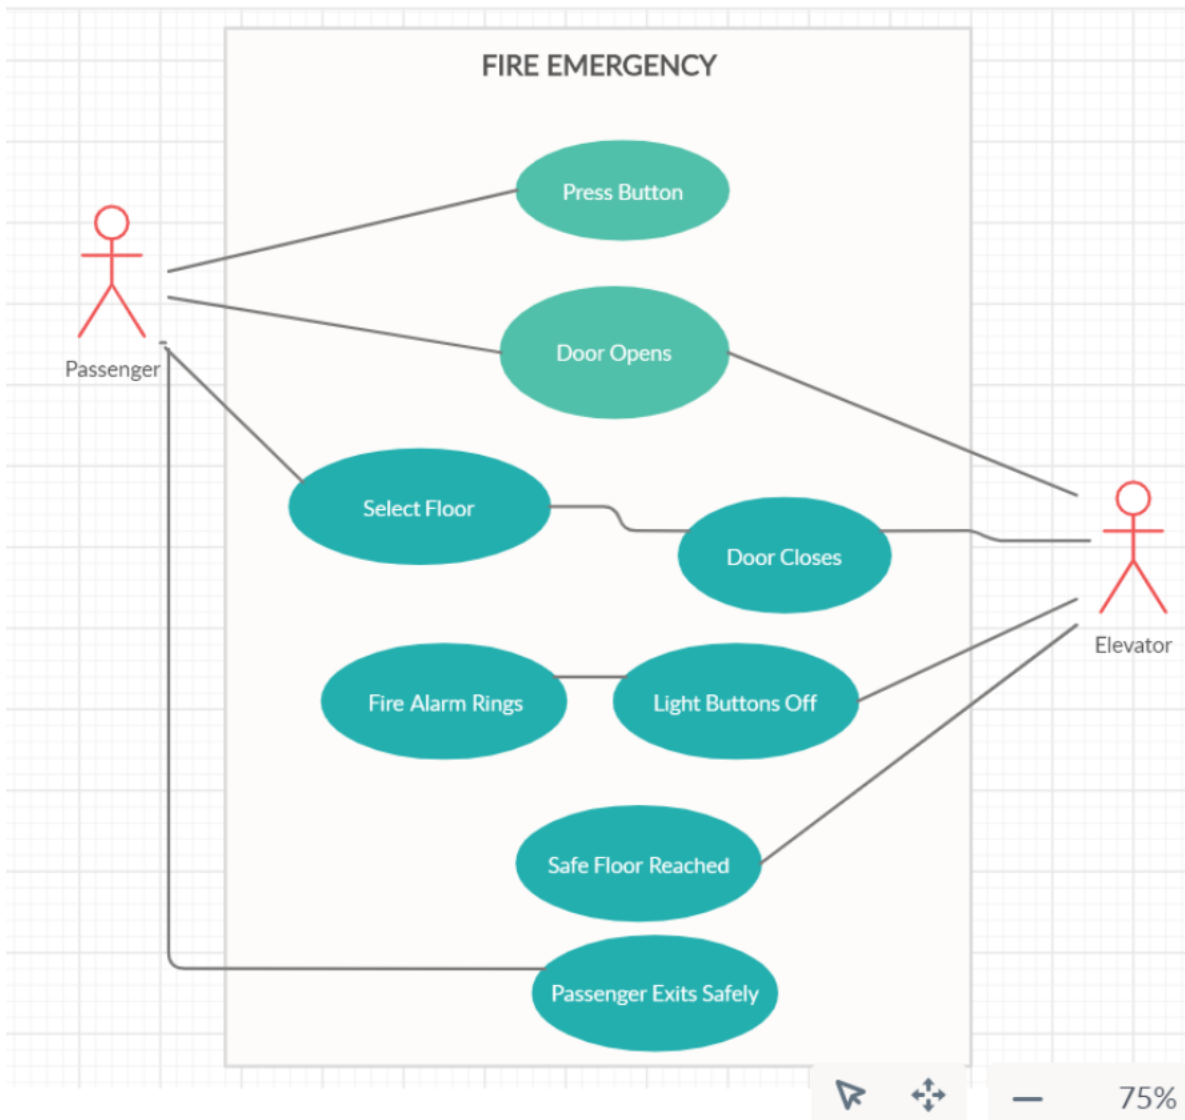 FIRE EMERGENCY
Press Button
Door Opens
Passenger
Select Floor
Door Closes
Elevator
Fire Alarm Rings
Light Buttons Off
Safe Floor Reached
Passenger Exits Safely
75%